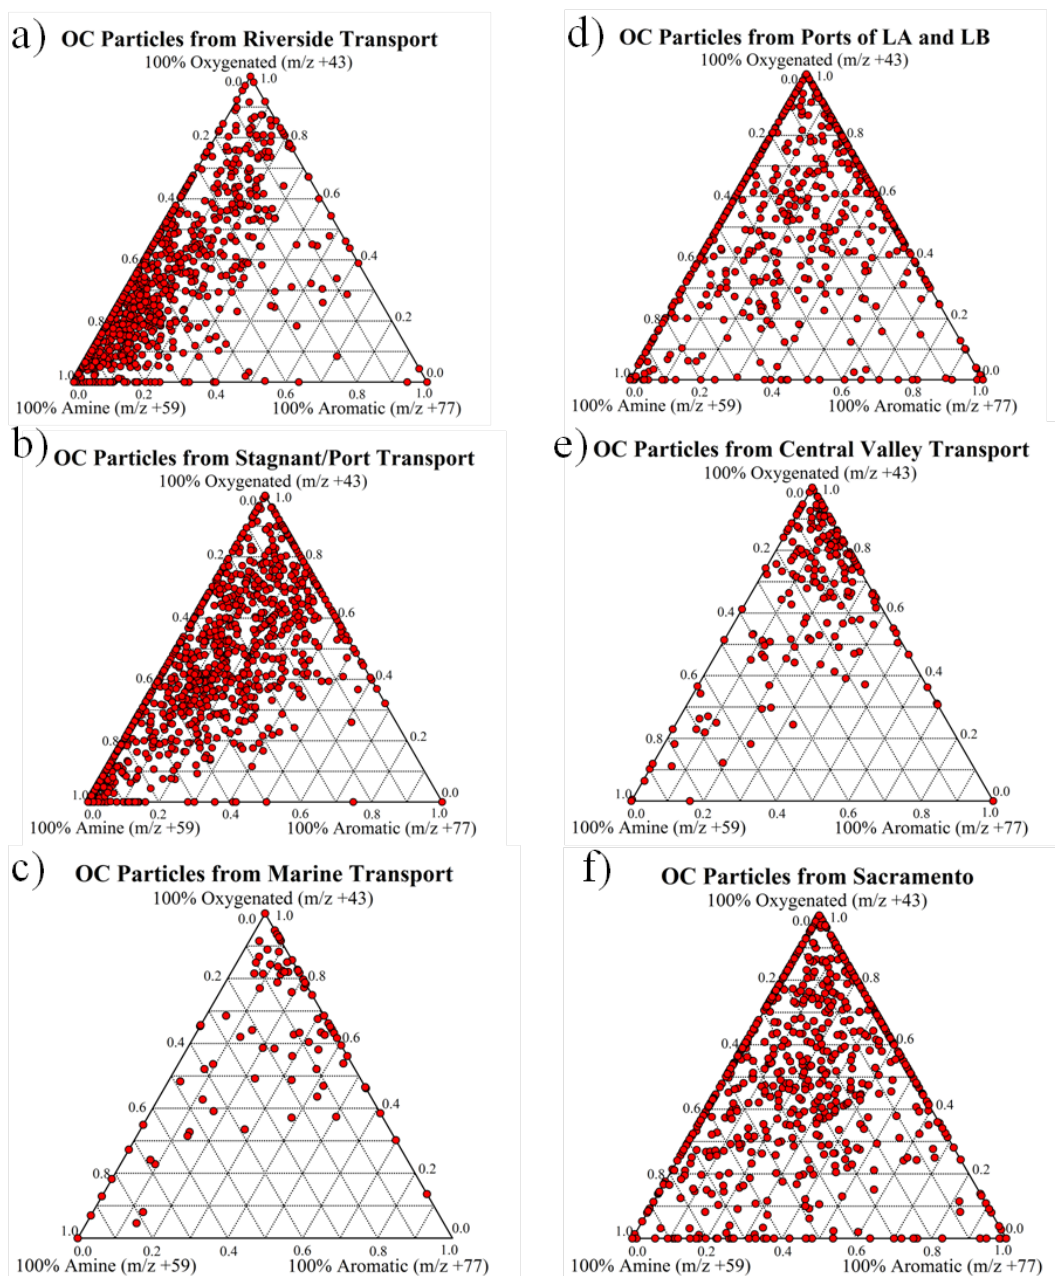 a)
OC Particles from Riverside Transport
100% Oxygenated (m/z +43)
0.0 1.0
0.2 0.8
0.4 0.6
0.6 0.4
0.8 0.2
1.0 0.0
0.0 0.2 0.4 0.6 0.8 1.0
100% Amine (m/z +59) 100% Aromatic (m/z +77)
b)
OC Particles from Stagnant/Port Transport
100% Oxygenated (m/z +43)
0.0 1.0
0.2 0.8
0.4 0.6
0.6 0.4
0.8 0.2
1.0 0.0
0.0 0.2 0.4 0.6 0.8 1.0
100% Amine (m/z +59) 100% Aromatic (m/z +77)
c)
OC Particles from Marine Transport
100% Oxygenated (m/z +43)
0.0 1.0
0.2 0.8
0.4 0.6
0.6 0.4
0.8 0.2
1.0 0.0
0.0 0.2 0.4 0.6 0.8 1.0
100% Amine (m/z +59) 100% Aromatic (m/z +77)
d)
OC Particles from Ports of LA and LB
100% Oxygenated (m/z +43)
0.0 1.0
0.2 0.8
0.4 0.6
0.6 0.4
0.8 0.2
1.0 0.0
0.0 0.2 0.4 0.6 0.8 1.0
100% Amine (m/z +59) 100% Aromatic (m/z +77)
e)
OC Particles from Central Valley Transport
100% Oxygenated (m/z +43)
0.0 1.0
0.2 0.8
0.4 0.6
0.6 0.4
0.8 0.2
1.0 0.0
0.0 0.2 0.4 0.6 0.8 1.0
100% Amine (m/z +59) 100% Aromatic (m/z +77)
f)
OC Particles from Sacramento
100% Oxygenated (m/z +43)
0.0 1.0
0.2 0.8
0.4 0.6
0.6 0.4
0.8 0.2
1.0 0.0
0.0 0.2 0.4 0.6 0.8 1.0
100% Amine (m/z +59) 100% Aromatic (m/z +77)